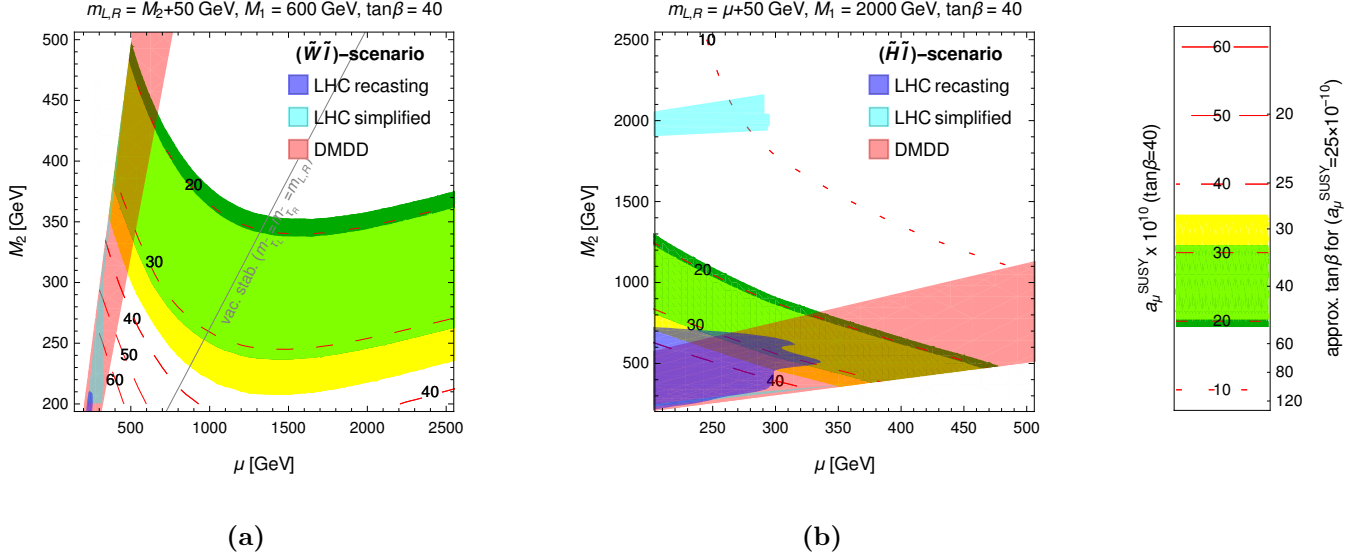 m_{L,R} = M_2+50 GeV, M_1 = 600 GeV, tanβ = 40
(W̃l̃)-scenario
LHC recasting
LHC simplified
DMDD
500
450
400
350
300
250
200
M_2 [GeV]
20
30
40
50
60
40
vac. stab. (m_{τ̃_L}=m_{τ̃_R}=m_{L,R})
500
1000
1500
2000
2500
μ [GeV]
(a)
m_{L,R} = μ+50 GeV, M_1 = 2000 GeV, tanβ = 40
(H̃l̃)-scenario
LHC recasting
LHC simplified
DMDD
2500
2000
1500
1000
500
M_2 [GeV]
10
20
30
40
250
300
350
400
450
500
μ [GeV]
(b)
a_μ^{SUSY} x 10^{10} (tanβ=40)
60
50
40
30
20
10
20
25
30
40
60
80
120
approx. tanβ for (a_μ^{SUSY}=25×10^{-10})